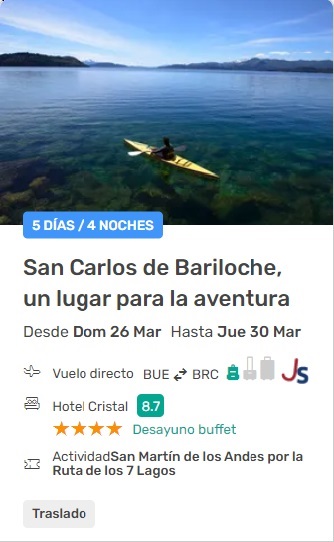 5 DÍAS / 4 NOCHES
San Carlos de Bariloche,
un lugar para la aventura
Desde Dom 26 Mar Hasta Jue 30 Mar
Vuelo directo BUE BRC JS
Hotel Cristal 8.7
Desayuno buffet
ActividadSan Martín de los Andes por la
Ruta de los 7 Lagos
Traslado